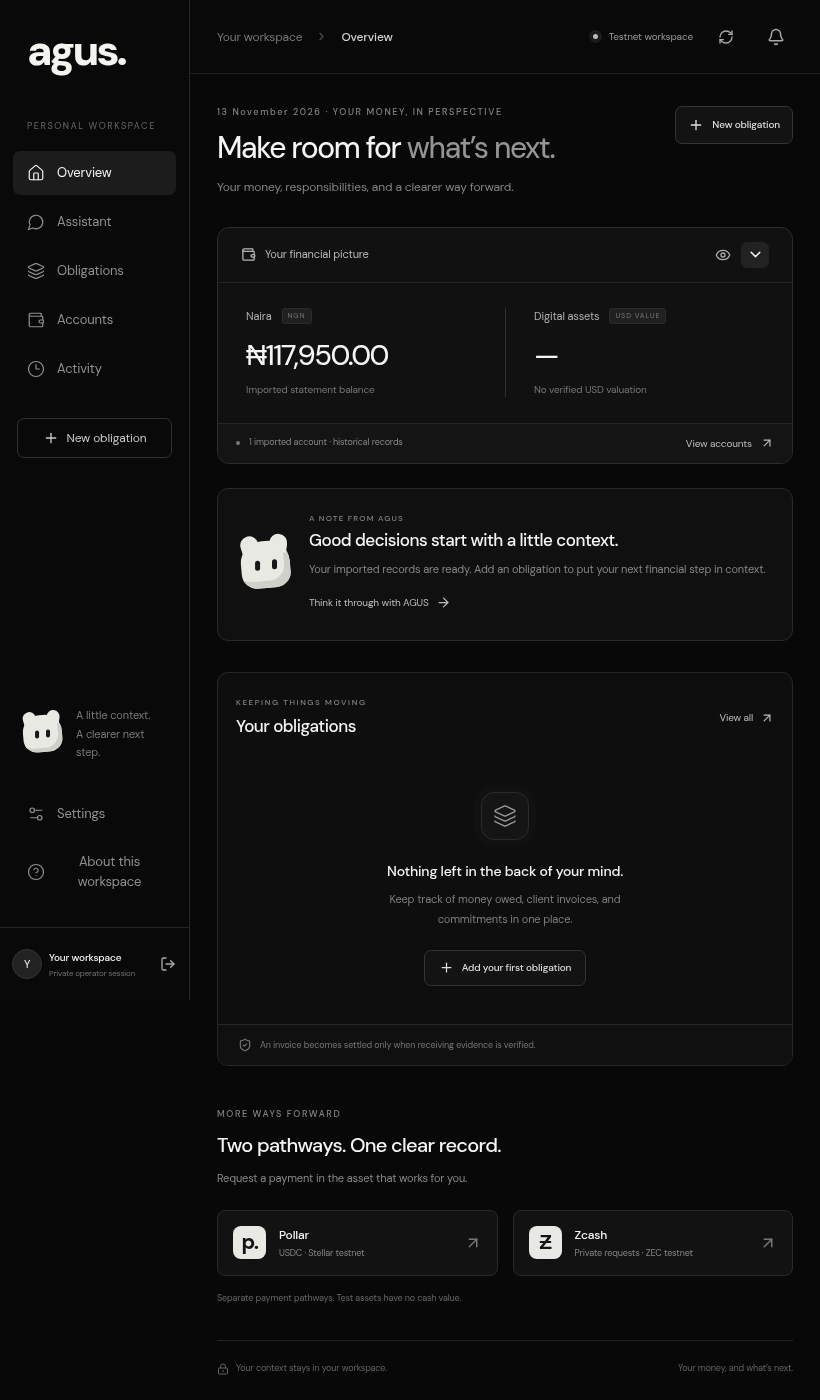 agus.
PERSONAL WORKSPACE
Overview
Assistant
Obligations
Accounts
Activity
New obligation
A little context.
A clearer next
step.
Settings
About this
workspace
Y
Your workspace
Private operator session
Your workspace
Overview
Testnet workspace
13 November 2026 · YOUR MONEY, IN PERSPECTIVE
Make room for what's next.
Your money, responsibilities, and a clearer way forward.
New obligation
Your financial picture
Naira NGN
₦117,950.00
Imported statement balance
Digital assets USD VALUE
—
No verified USD valuation
1 imported account · historical records
View accounts
A NOTE FROM AGUS
Good decisions start with a little context.
Your imported records are ready. Add an obligation to put your next financial step in context.
Think it through with AGUS
KEEPING THINGS MOVING
Your obligations
View all
Nothing left in the back of your mind.
Keep track of money owed, client invoices, and
commitments in one place.
Add your first obligation
An invoice becomes settled only when receiving evidence is verified.
MORE WAYS FORWARD
Two pathways. One clear record.
Request a payment in the asset that works for you.
p.
Pollar
USDC · Stellar testnet
Ƶ
Zcash
Private requests · ZEC testnet
Separate payment pathways. Test assets have no cash value.
Your context stays in your workspace.
Your money, and what's next.